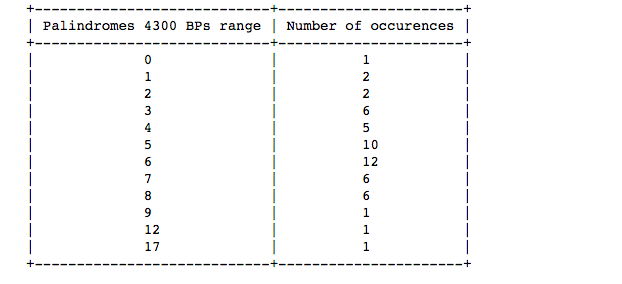 +----------------------------+----------------------+
| Palindromes 4300 BPs range | Number of occurences |
+----------------------------+----------------------+
| 0 | 1 |
| 1 | 2 |
| 2 | 2 |
| 3 | 6 |
| 4 | 5 |
| 5 | 10 |
| 6 | 12 |
| 7 | 6 |
| 8 | 6 |
| 9 | 1 |
| 12 | 1 |
| 17 | 1 |
+----------------------------+----------------------+